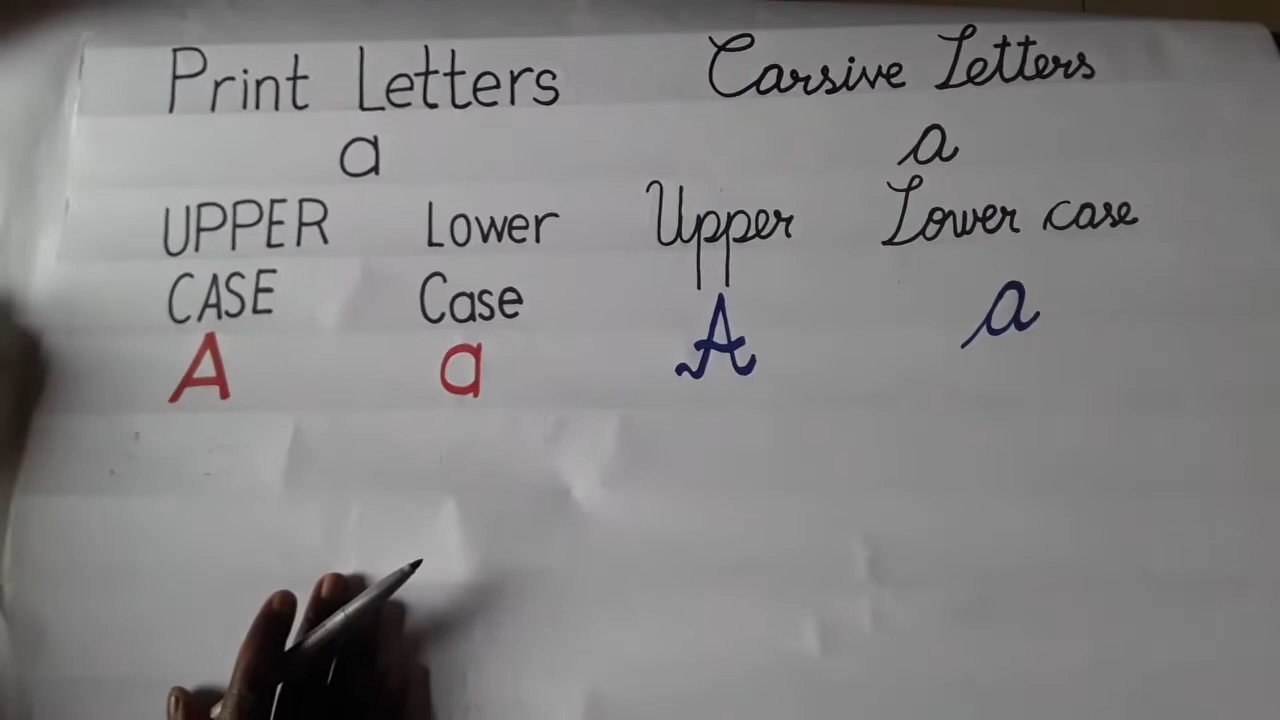 Print Letters Carsive Letters
a a
UPPER Lower Upper Lower case
CASE Case
A a A a